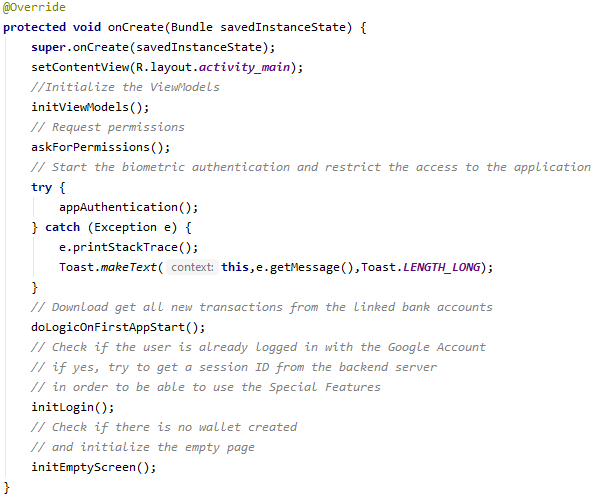 @Override
protected void onCreate(Bundle savedInstanceState) {
    super.onCreate(savedInstanceState);
    setContentView(R.layout.activity_main);
    //Initialize the ViewModels
    initViewModels();
    // Request permissions
    askForPermissions();
    // Start the biometric authentication and restrict the access to the application
    try {
        appAuthentication();
    } catch (Exception e) {
        e.printStackTrace();
        Toast.makeText( context: this,e.getMessage(),Toast.LENGTH_LONG);
    }
    // Download get all new transactions from the linked bank accounts
    doLogicOnFirstAppStart();
    // Check if the user is already logged in with the Google Account
    // if yes, try to get a session ID from the backend server
    // in order to be able to use the Special Features
    initLogin();
    // Check if there is no wallet created
    // and initialize the empty page
    initEmptyScreen();
}